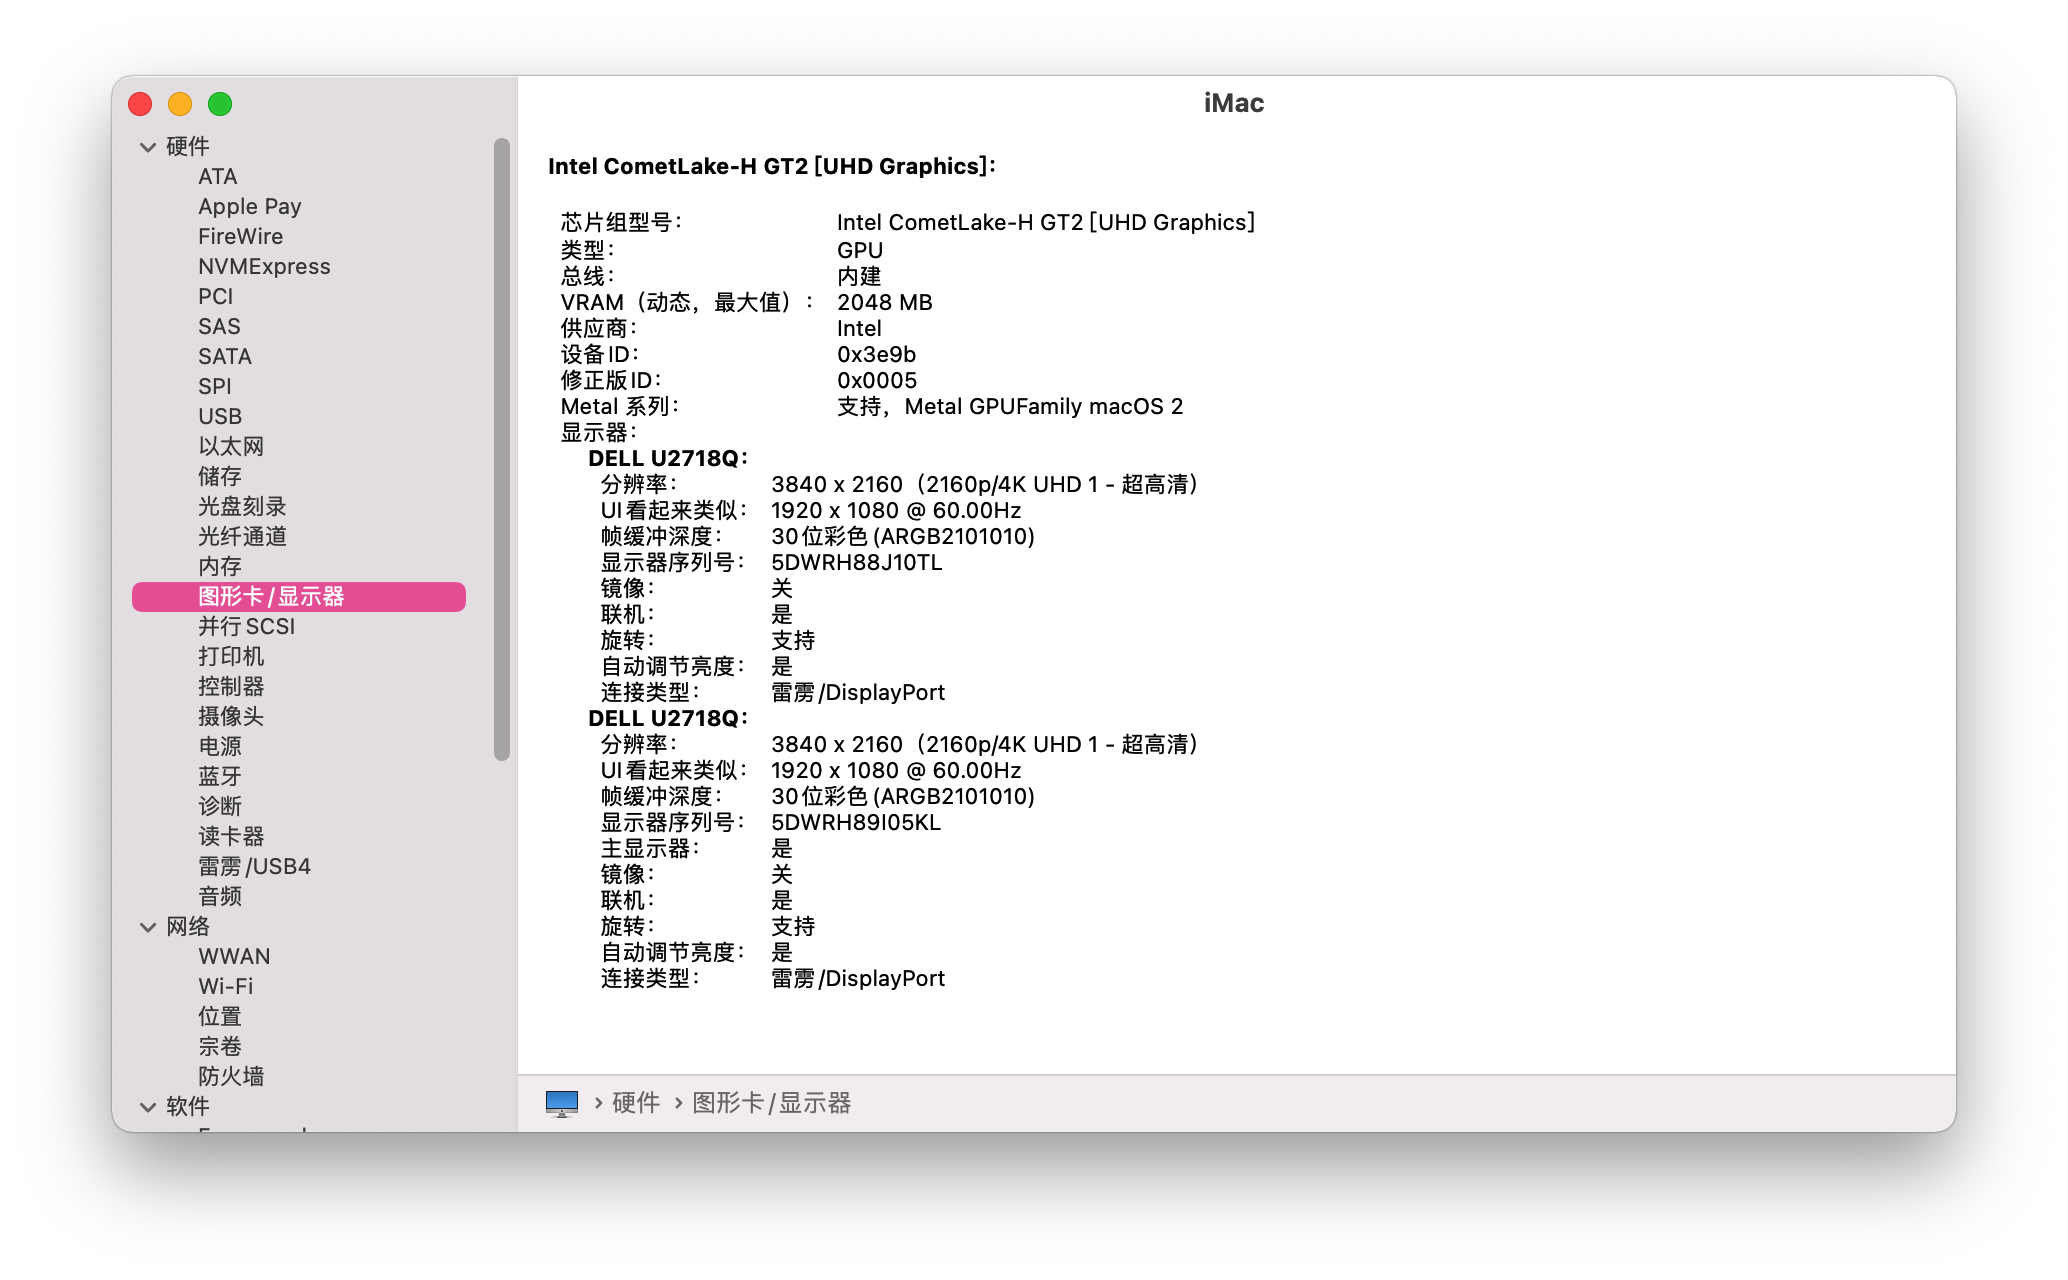 iMac
硬件
ATA
Apple Pay
FireWire
NVMExpress
PCI
SAS
SATA
SPI
USB
以太网
储存
光盘刻录
光纤通道
内存
图形卡/显示器
并行SCSI
打印机
控制器
摄像头
电源
蓝牙
诊断
读卡器
雷雳/USB4
音频
网络
WWAN
Wi-Fi
位置
宗卷
防火墙
软件
Intel CometLake-H GT2 [UHD Graphics]：
芯片组型号： Intel CometLake-H GT2 [UHD Graphics]
类型： GPU
总线： 内建
VRAM（动态，最大值）： 2048 MB
供应商： Intel
设备ID： 0x3e9b
修正版ID： 0x0005
Metal 系列： 支持，Metal GPUFamily macOS 2
显示器：
DELL U2718Q：
分辨率： 3840 x 2160（2160p/4K UHD 1 - 超高清）
UI看起来类似： 1920 x 1080 @ 60.00Hz
帧缓冲深度： 30位彩色 (ARGB2101010)
显示器序列号： 5DWRH88J10TL
镜像： 关
联机： 是
旋转： 支持
自动调节亮度： 是
连接类型： 雷雳/DisplayPort
DELL U2718Q：
分辨率： 3840 x 2160（2160p/4K UHD 1 - 超高清）
UI看起来类似： 1920 x 1080 @ 60.00Hz
帧缓冲深度： 30位彩色 (ARGB2101010)
显示器序列号： 5DWRH89I05KL
主显示器： 是
镜像： 关
联机： 是
旋转： 支持
自动调节亮度： 是
连接类型： 雷雳/DisplayPort
› 硬件 › 图形卡/显示器